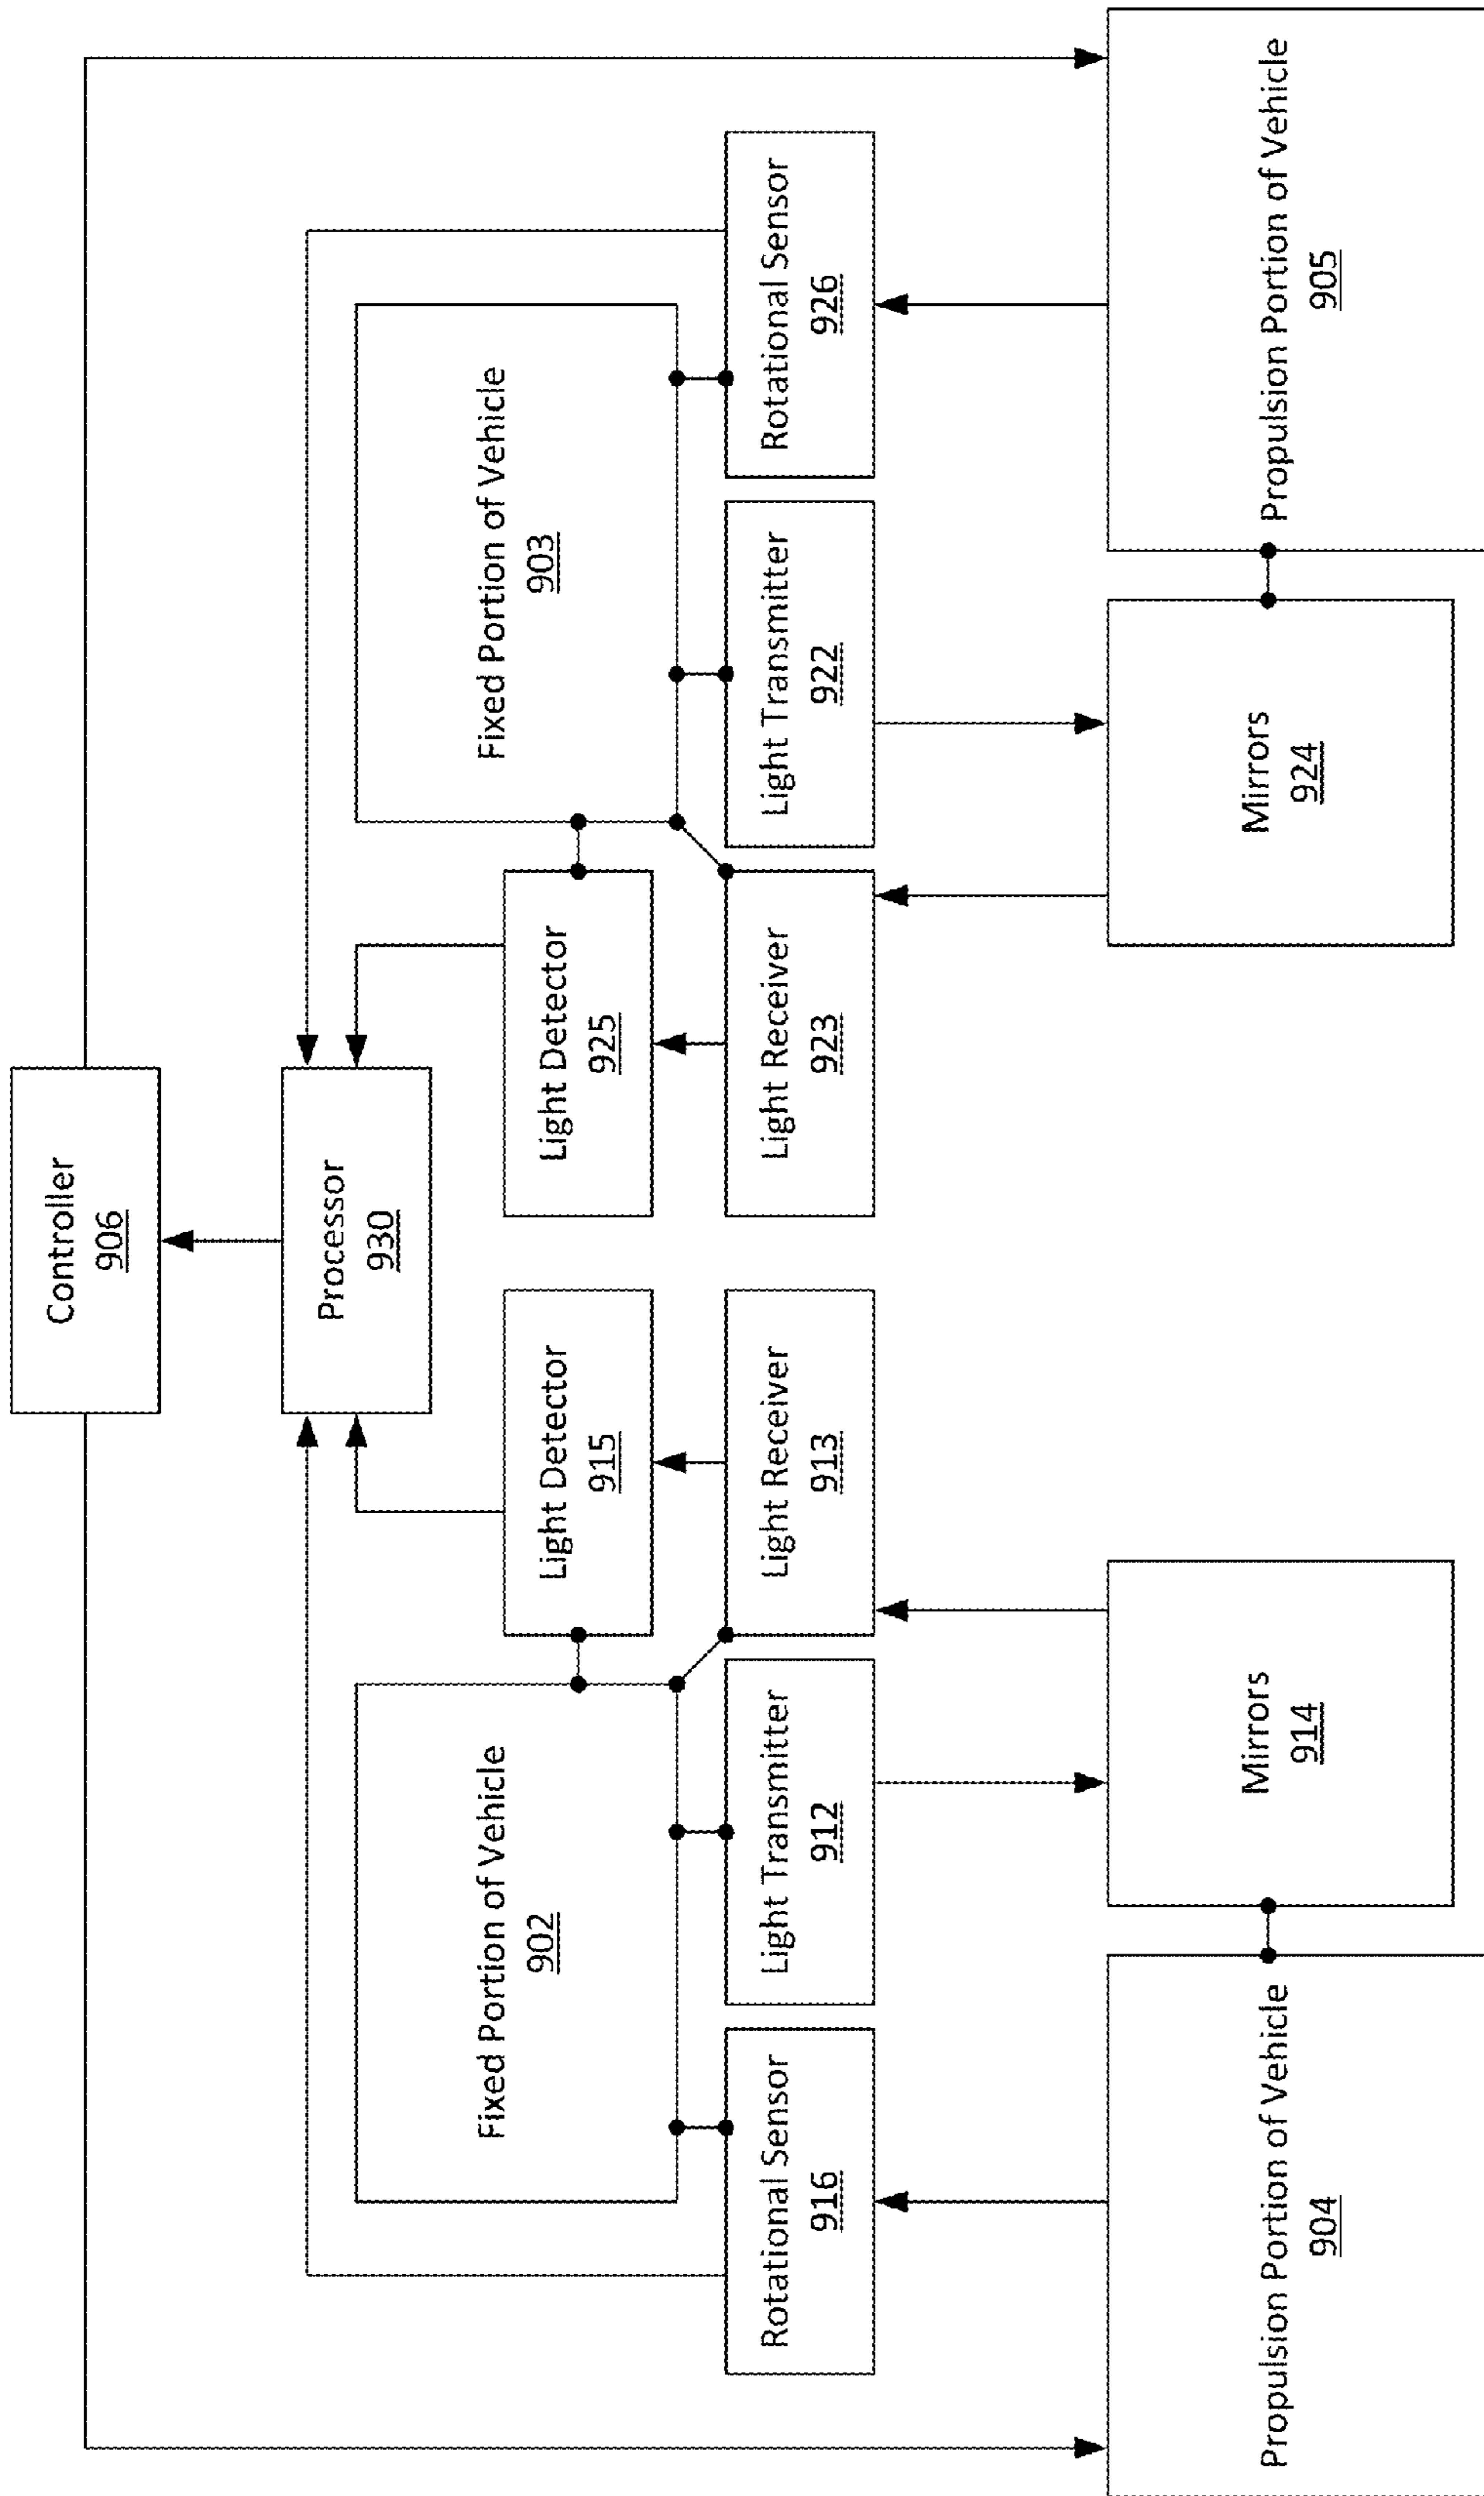 Controller
906
Processor
930
Light Detector
915
Light Detector
925
Fixed Portion of Vehicle
902
Fixed Portion of Vehicle
903
Rotational Sensor
916
Light Transmitter
912
Light Receiver
913
Light Receiver
923
Light Transmitter
922
Rotational Sensor
926
Propulsion Portion of Vehicle
904
Mirrors
914
Mirrors
924
Propulsion Portion of Vehicle
905